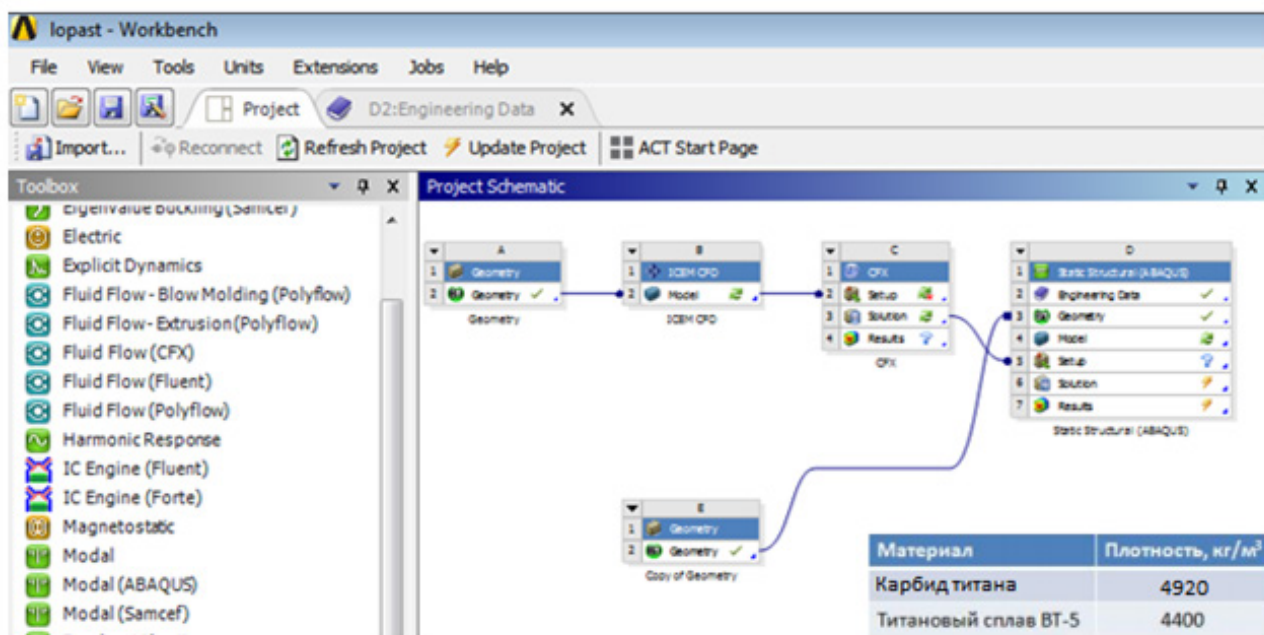 lopast - Workbench
File View Tools Units Extensions Jobs Help
Project D2:Engineering Data X
Import... Reconnect Refresh Project Update Project ACT Start Page
Toolbox
Project Schematic
Eigenvalue Buckling (Samcef)
Electric
Explicit Dynamics
Fluid Flow - Blow Molding (Polyflow)
Fluid Flow - Extrusion (Polyflow)
Fluid Flow (CFX)
Fluid Flow (Fluent)
Fluid Flow (Polyflow)
Harmonic Response
IC Engine (Fluent)
IC Engine (Forte)
Magnetostatic
Modal
Modal (ABAQUS)
Modal (Samcef)
A
1 Geometry
2 Geometry
Geometry
B
1 ICEM CFD
2 Model
ICEM CFD
C
1 CFX
2 Setup
3 Solution
4 Results
CFX
D
1 Static Structural (ABAQUS)
2 Engineering Data
3 Geometry
4 Model
5 Setup
6 Solution
7 Results
Static Structural (ABAQUS)
E
1 Geometry
2 Geometry
Copy of Geometry
Материал Плотность, кг/м³
Карбид титана 4920
Титановый сплав ВТ-5 4400